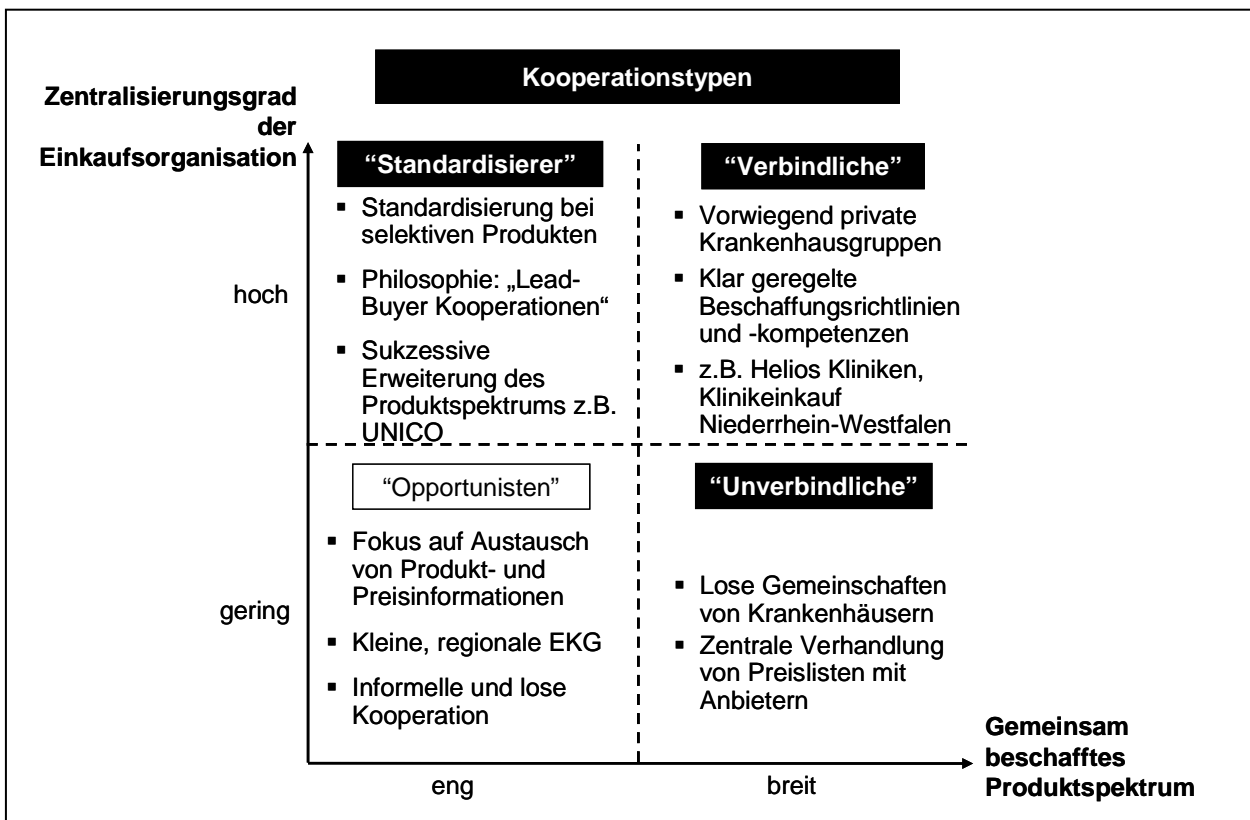 Kooperationstypen
Zentralisierungsgrad
der
Einkaufsorganisation
“Standardisierer”
▪ Standardisierung bei
selektiven Produkten
▪ Philosophie: „Lead-
Buyer Kooperationen“
▪ Sukzessive
Erweiterung des
Produktspektrums z.B.
UNICO
“Verbindliche”
▪ Vorwiegend private
Krankenhausgruppen
▪ Klar geregelte
Beschaffungsrichtlinien
und -kompetenzen
▪ z.B. Helios Kliniken,
Klinikeinkauf
Niederrhein-Westfalen
hoch
“Opportunisten”
▪ Fokus auf Austausch
von Produkt- und
Preisinformationen
▪ Kleine, regionale EKG
▪ Informelle und lose
Kooperation
“Unverbindliche”
▪ Lose Gemeinschaften
von Krankenhäusern
▪ Zentrale Verhandlung
von Preislisten mit
Anbietern
gering
eng
breit
Gemeinsam
beschafftes
Produktspektrum